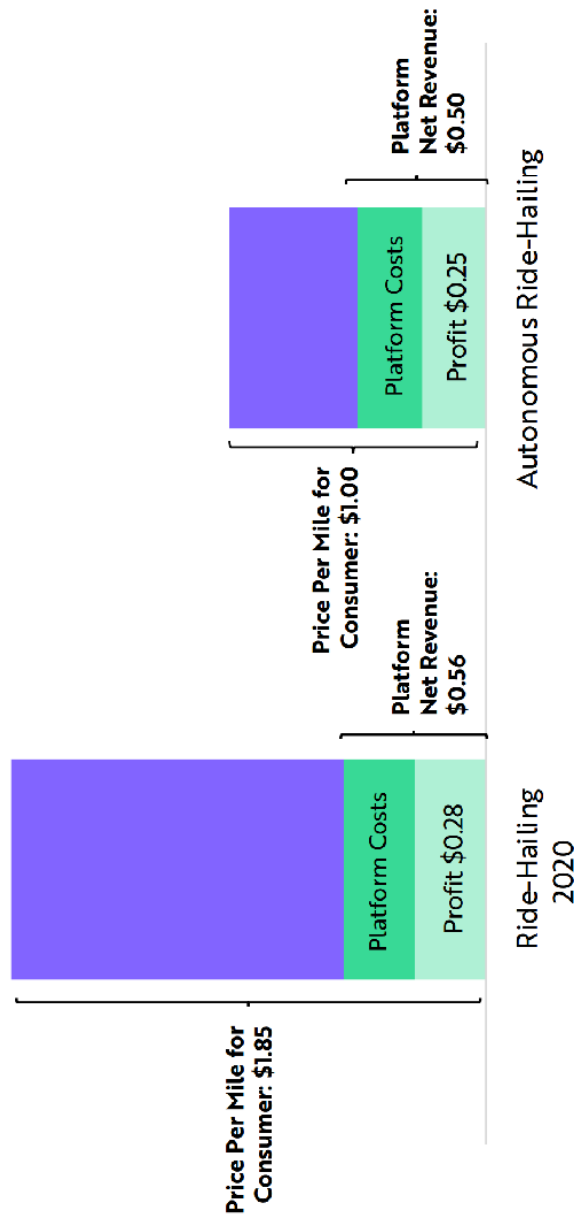 Price Per Mile for
Consumer: $1.85
Platform Costs
Profit $0.28
Platform
Net Revenue:
$0.56
Ride-Hailing
2020
Price Per Mile for
Consumer: $1.00
Platform Costs
Profit $0.25
Platform
Net Revenue:
$0.50
Autonomous Ride-Hailing